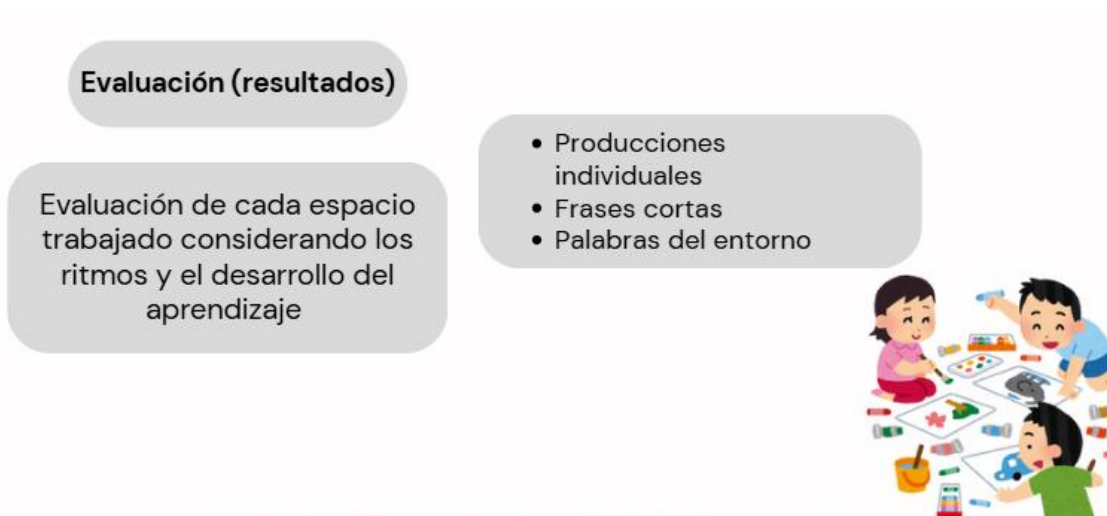 Evaluación (resultados)
Evaluación de cada espacio
trabajado considerando los
ritmos y el desarrollo del
aprendizaje
• Producciones
individuales
• Frases cortas
• Palabras del entorno